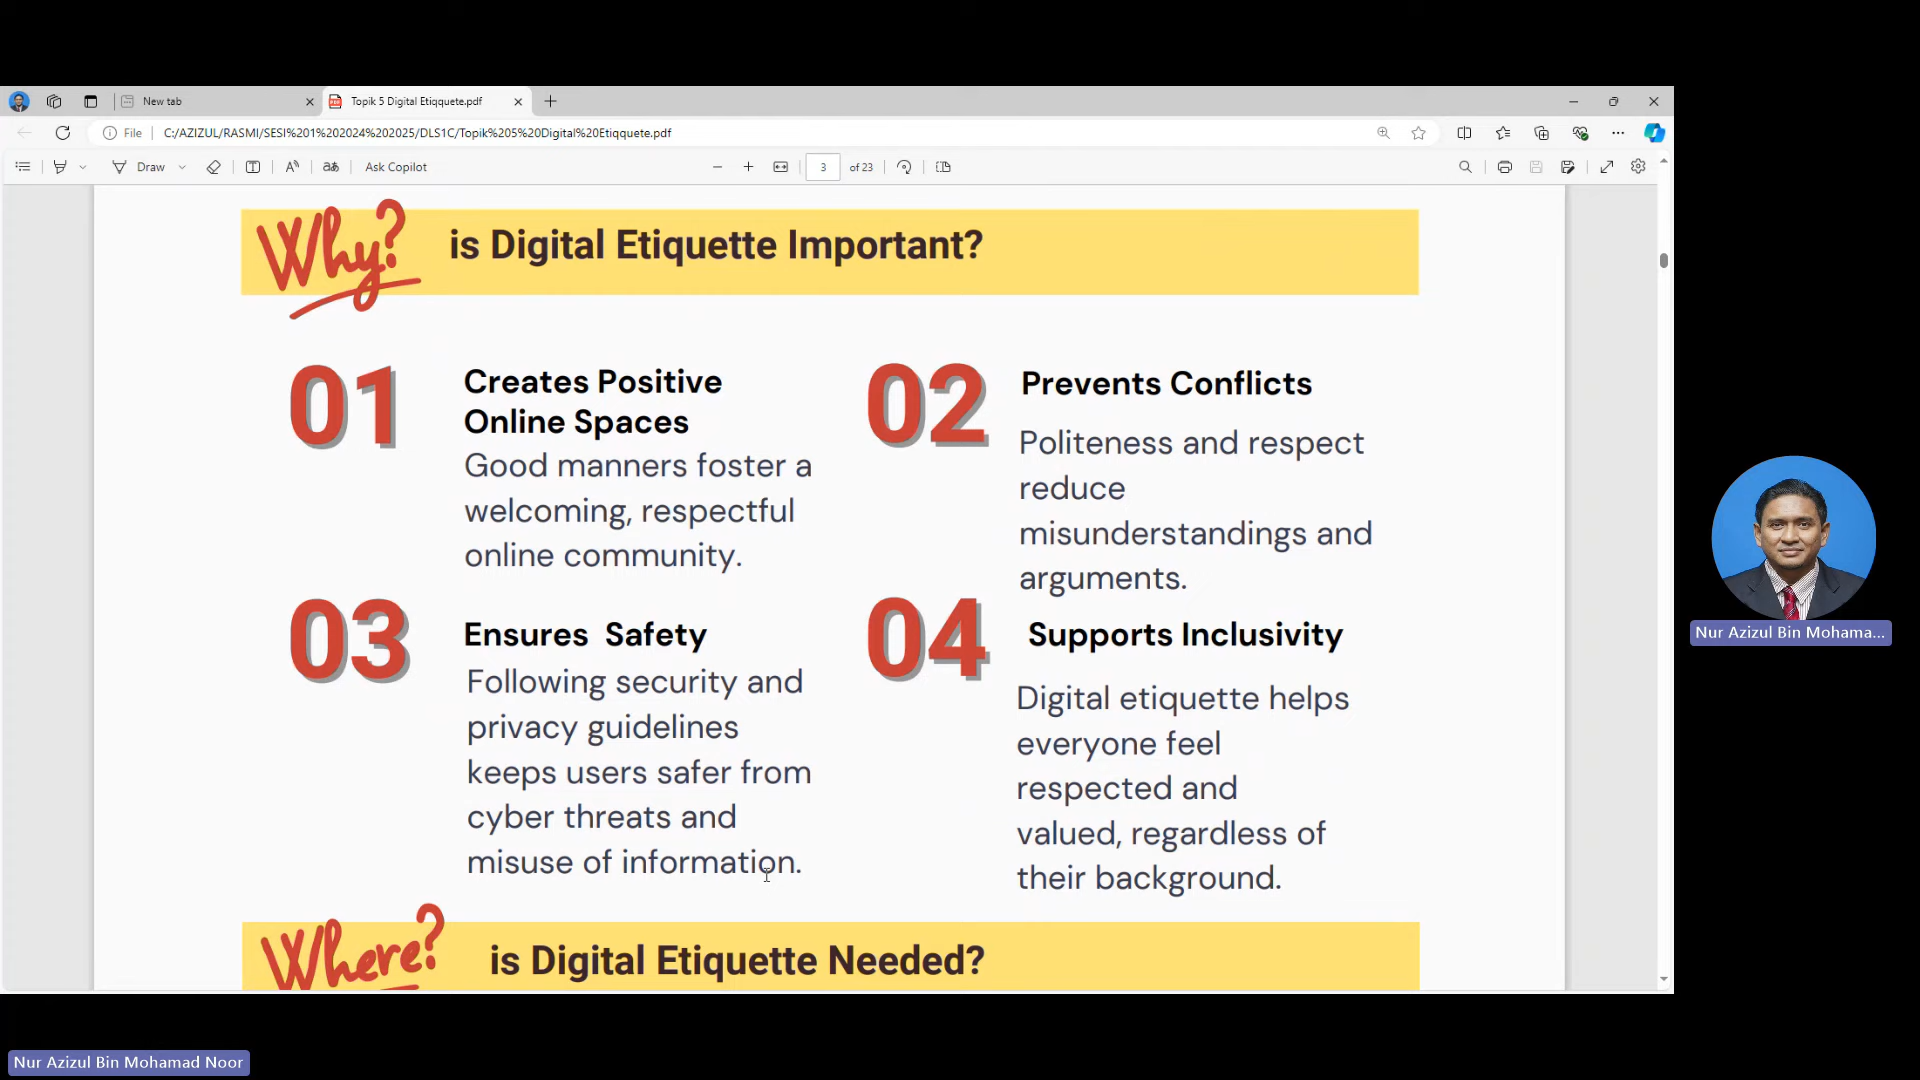 New tab
Topik 5 Digital Etiqquete.pdf
File
C:/AZIZUL/RASMI/SESI%201%202024%202025/DLS1C/Topik%205%20Digital%20Etiqquete.pdf
Draw
Ask Copilot
3
of 23
Why? is Digital Etiquette Important?
01
Creates Positive
Online Spaces
Good manners foster a
welcoming, respectful
online community.
02
Prevents Conflicts
Politeness and respect
reduce
misunderstandings and
arguments.
03
Ensures Safety
Following security and
privacy guidelines
keeps users safer from
cyber threats and
misuse of information.
04
Supports Inclusivity
Digital etiquette helps
everyone feel
respected and
valued, regardless of
their background.
Where? is Digital Etiquette Needed?
Nur Azizul Bin Mohama...
Nur Azizul Bin Mohamad Noor